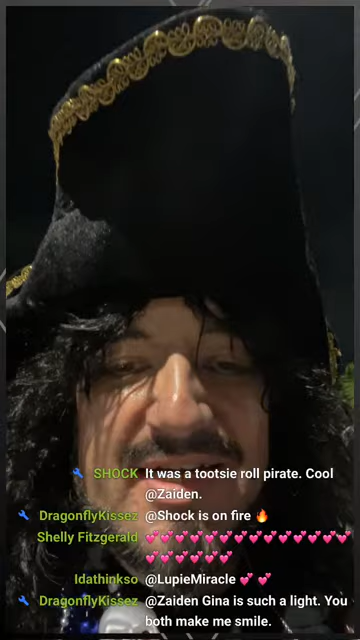 SHOCK It was a tootsie roll pirate. Cool
@Zaiden.
DragonflyKissez @Shock is on fire 🔥
Shelly Fitzgerald 💕💕💕💕💕💕💕💕💕💕💕💕💕💕
💕💕💕💕💕💕
Idathinkso @LupieMiracle 💕 💕
DragonflyKissez @Zaiden Gina is such a light. You
both make me smile.